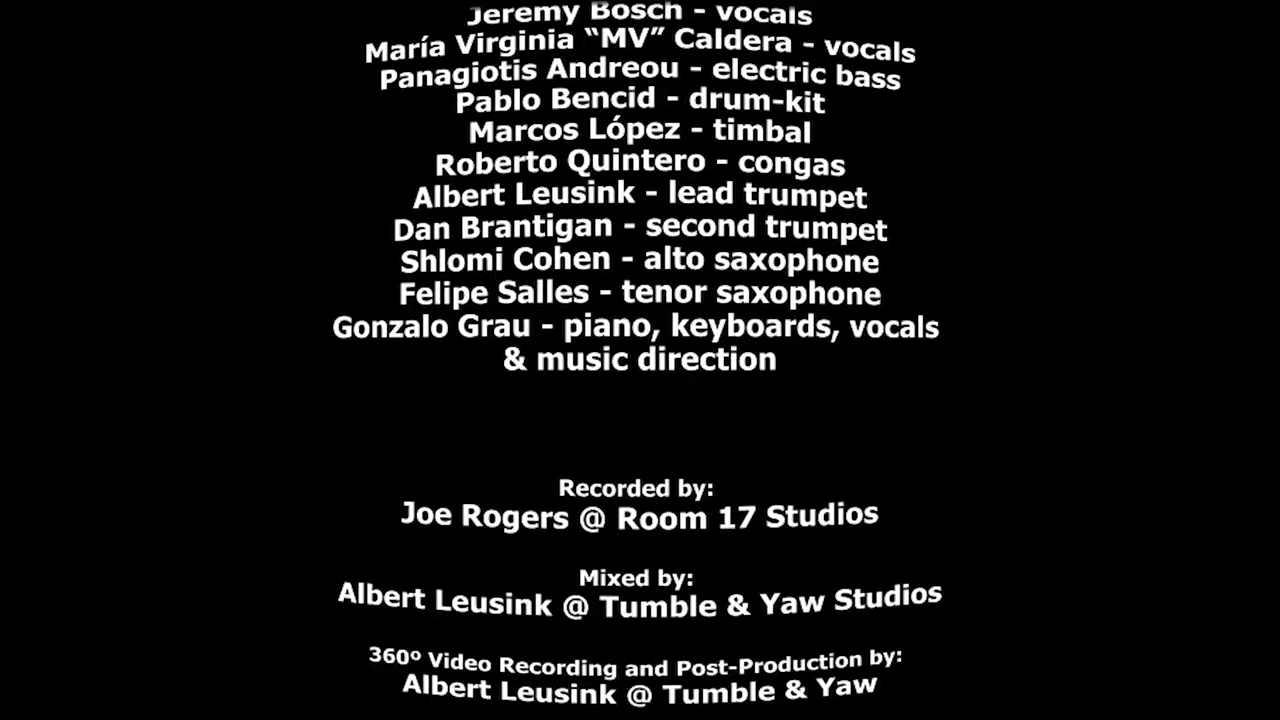 Jeremy Bosch - vocals
María Virginia “MV” Caldera - vocals
Panagiotis Andreou - electric bass
Pablo Bencid - drum-kit
Marcos López - timbal
Roberto Quintero - congas
Albert Leusink - lead trumpet
Dan Brantigan - second trumpet
Shlomi Cohen - alto saxophone
Felipe Salles - tenor saxophone
Gonzalo Grau - piano, keyboards, vocals
& music direction
Recorded by:
Joe Rogers @ Room 17 Studios
Mixed by:
Albert Leusink @ Tumble & Yaw Studios
360º Video Recording and Post-Production by:
Albert Leusink @ Tumble & Yaw